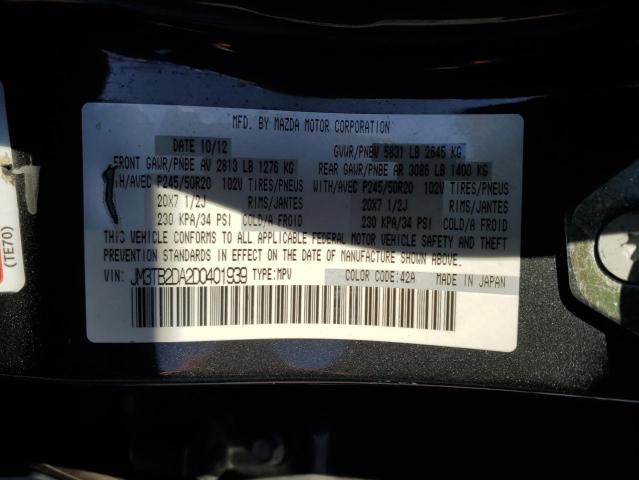 MFD. BY MAZDA MOTOR CORPORATION
DATE 10/12 GVWR/PNBV 5831 LB 2645 KG
FRONT GAWR/PNBE AV 2813 LB 1276 KG REAR GAWR/PNBE AR 3086 LB 1400 KG
WITH/AVEC P245/50R20 102V TIRES/PNEUS WITH/AVEC P245/50R20 102V TIRES/PNEUS
20X7 1/2J RIMS/JANTES 20X7 1/2J RIMS/JANTES
230 KPA/34 PSI COLD/A FROID 230 KPA/34 PSI COLD/A FROID
THIS VEHICLE CONFORMS TO ALL APPLICABLE FEDERAL MOTOR VEHICLE SAFETY AND THEFT
PREVENTION STANDARDS IN EFFECT ON THE DATE OF MANUFACTURE SHOWN ABOVE.
VIN: JM3TB2DA2D0401939 TYPE:MPV COLOR CODE:42A MADE IN JAPAN
(TE70)